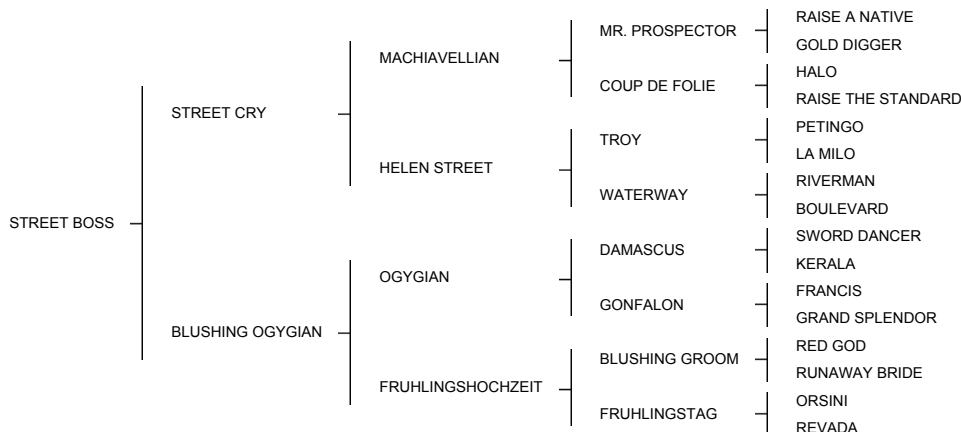 STREET BOSS
STREET CRY
BLUSHING OGYGIAN
MACHIAVELLIAN
HELEN STREET
OGYGIAN
FRUHLINGSHOCHZEIT
MR. PROSPECTOR
COUP DE FOLIE
TROY
WATERWAY
DAMASCUS
GONFALON
BLUSHING GROOM
FRUHLINGSTAG
RAISE A NATIVE
GOLD DIGGER
HALO
RAISE THE STANDARD
PETINGO
LA MILO
RIVERMAN
BOULEVARD
SWORD DANCER
KERALA
FRANCIS
GRAND SPLENDOR
RED GOD
RUNAWAY BRIDE
ORSINI
REVADA